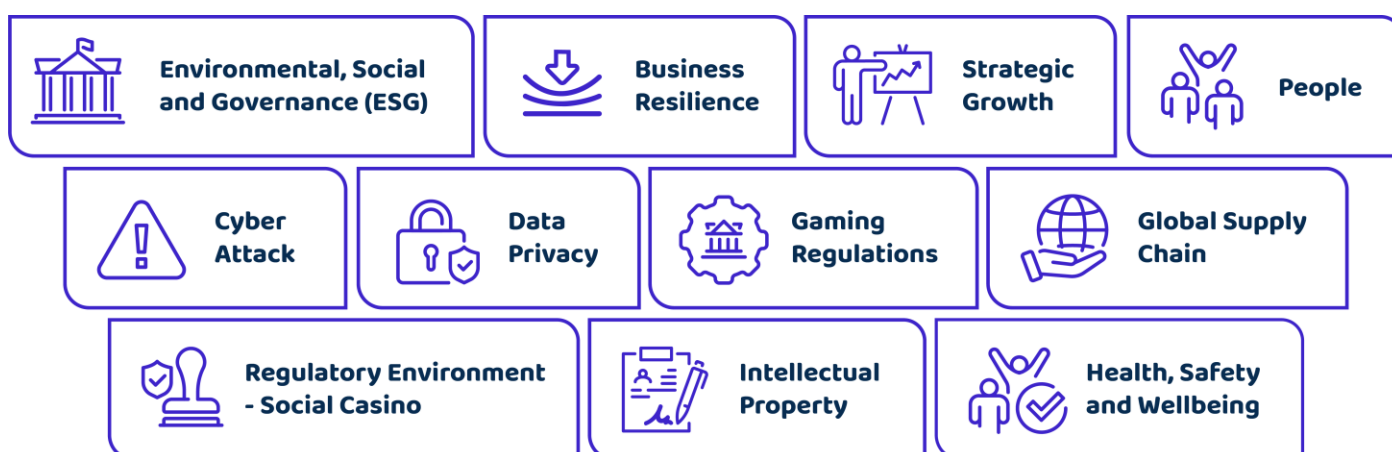 Environmental, Social
and Governance (ESG)
Business
Resilience
Strategic
Growth
People
Cyber
Attack
Data
Privacy
Gaming
Regulations
Global Supply
Chain
Regulatory Environment
- Social Casino
Intellectual
Property
Health, Safety
and Wellbeing